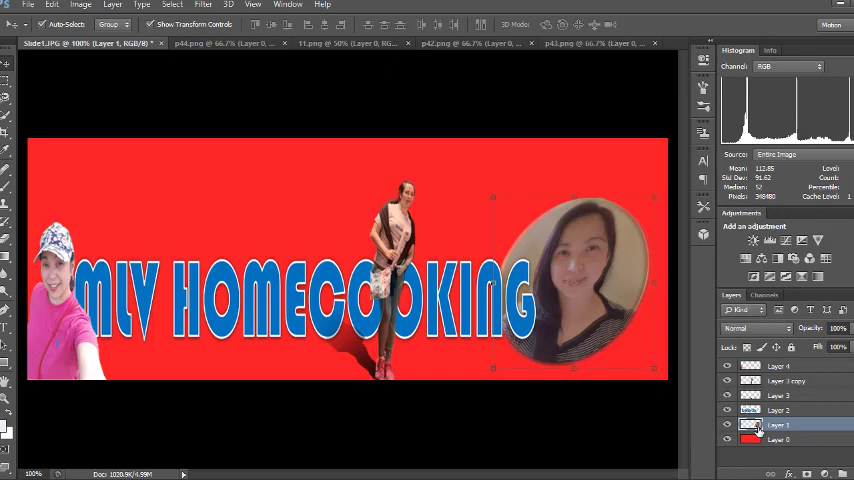 File Edit Image Layer Type Select Filter 3D View Window Help
Auto-Select: Group Show Transform Controls 3D Mode: Motion
Slide1.JPG @ 100% (Layer 1, RGB/8) * × p44.png @ 66.7% (Layer 0, ... × 11.png @ 50% (Layer 0, RGB... × p42.png @ 66.7% (Layer 0, ... × p43.png @ 66.7% (Layer 0, ... ×
Histogram Info
Channel: RGB
Source: Entire Image
Mean: 112.85 Level:
Std Dev: 91.62 Count:
Median: 52 Percentile:
Pixels: 348480 Cache Level: 1
Adjustments
Add an adjustment
MLV HOMECOOKING
Layers Channels
Kind
Normal Opacity: 100%
Lock: Fill: 100%
Layer 4
Layer 3 copy
Layer 3
Layer 2
Layer 1
Layer 0
100% Doc: 1020.9K/4.99M
fx